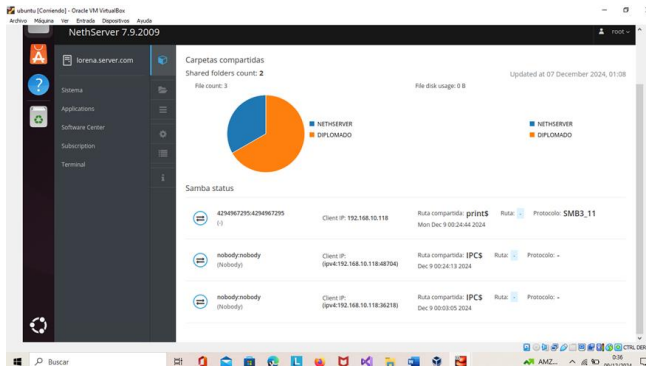 ubuntu [Corriendo] - Oracle VM VirtualBox
Archivo Máquina Ver Entrada Dispositivos Ayuda
NethServer 7.9.2009
root
lorena.server.com
Sistema
Applications
Software Center
Subscription
Terminal
Carpetas compartidas
Shared folders count: 2
Updated at 07 December 2024, 01:08
File count: 3
File disk usage: 0 B
NETHSERVER
DIPLOMADO
NETHSERVER
DIPLOMADO
Samba status
4294967295:4294967295
(-)
Client IP: 192.168.10.118
Ruta compartida: print$ Ruta: - Protocolo: SMB3_11
Mon Dec 9 00:24:44 2024
nobody:nobody
(Nobody)
Client IP:
(ipv4:192.168.10.118:48704)
Ruta compartida: IPC$ Ruta: - Protocolo: -
Dec 9 00:24:13 2024
nobody:nobody
(Nobody)
Client IP:
(ipv4:192.168.10.118:36218)
Ruta compartida: IPC$ Ruta: - Protocolo: -
Dec 9 00:03:05 2024
CTRL DER
Buscar
AMZ...
0:36
09/12/2024